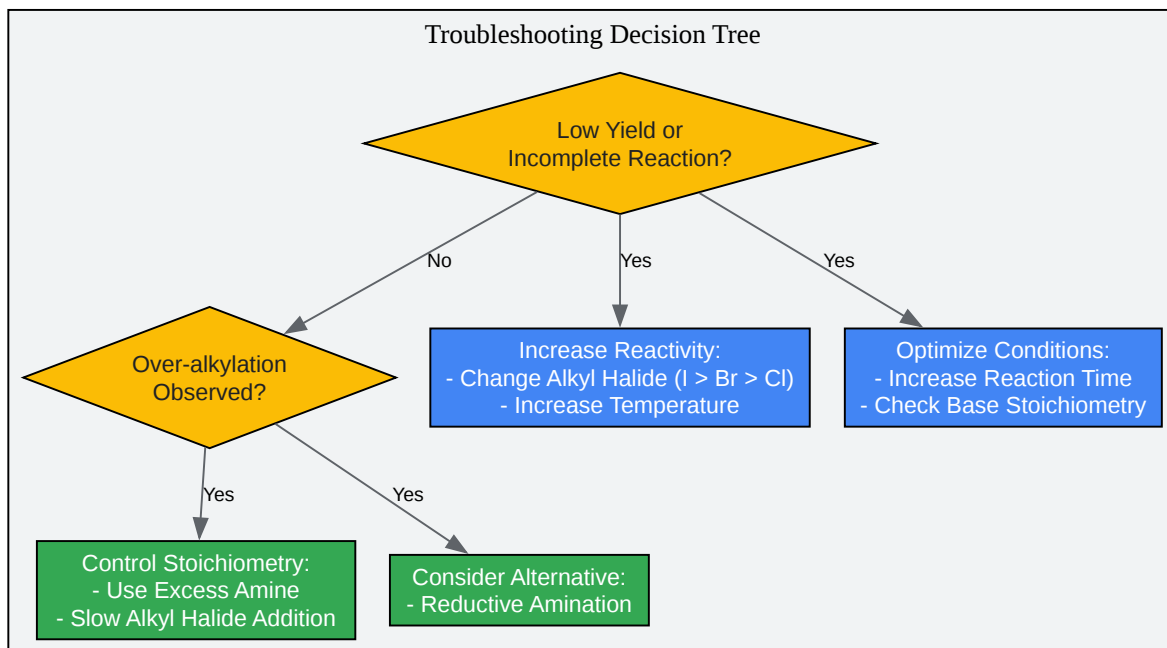 Troubleshooting Decision Tree
Low Yield or
Incomplete Reaction?
No
Yes
Yes
Over-alkylation
Observed?
Increase Reactivity:
- Change Alkyl Halide (I > Br > Cl)
- Increase Temperature
Optimize Conditions:
- Increase Reaction Time
- Check Base Stoichiometry
Yes
Yes
Control Stoichiometry:
- Use Excess Amine
- Slow Alkyl Halide Addition
Consider Alternative:
- Reductive Amination